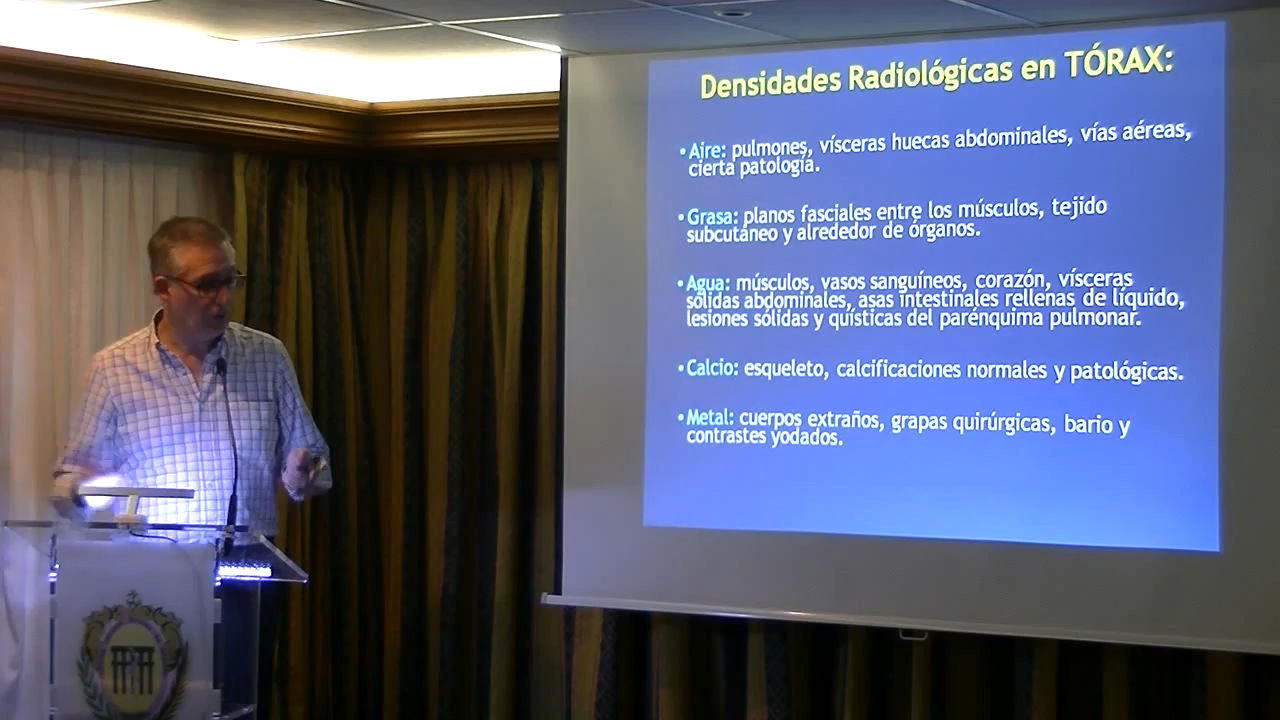 Densidades Radiológicas en TÓRAX:
•Aire: pulmones, vísceras huecas abdominales, vías aéreas,
cierta patología.
•Grasa: planos fasciales entre los músculos, tejido
subcutáneo y alrededor de órganos.
•Agua: músculos, vasos sanguíneos, corazón, vísceras
sólidas abdominales, asas intestinales rellenas de líquido,
lesiones sólidas y quísticas del parénquima pulmonar.
•Calcio: esqueleto, calcificaciones normales y patológicas.
•Metal: cuerpos extraños, grapas quirúrgicas, bario y
contrastes yodados.